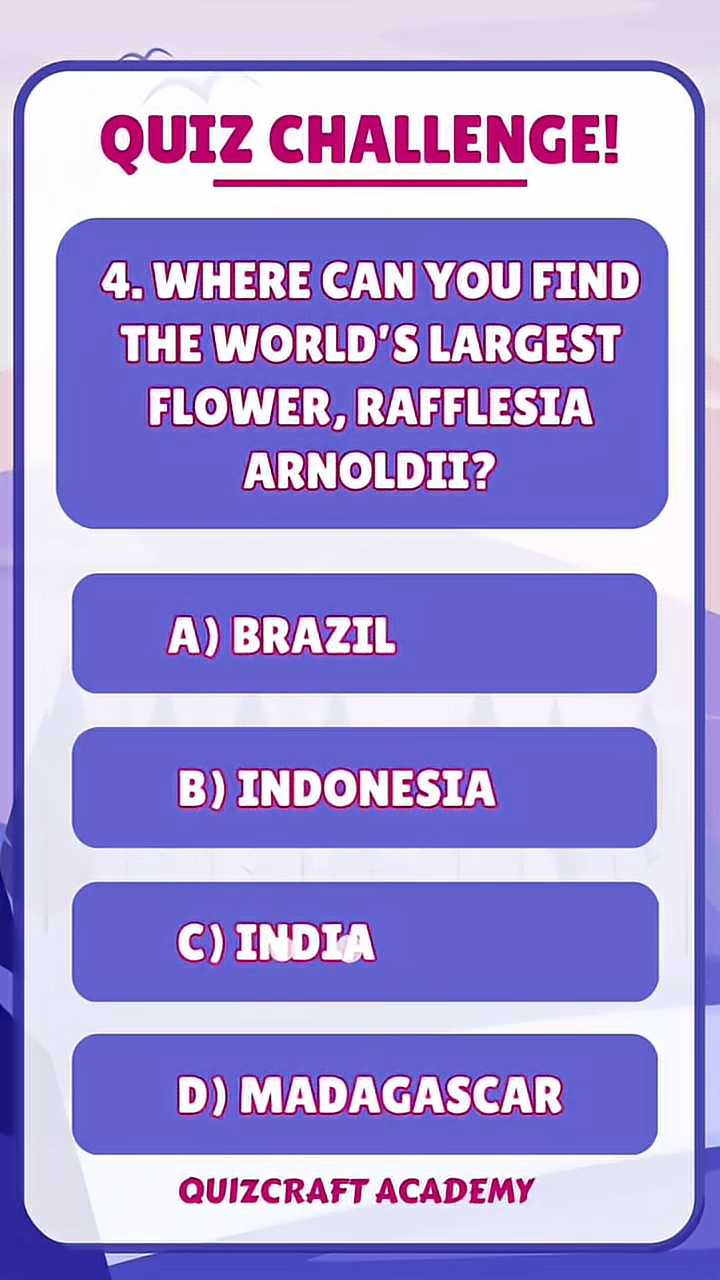 QUIZ CHALLENGE!
4. WHERE CAN YOU FIND
THE WORLD'S LARGEST
FLOWER, RAFFLESIA
ARNOLDII?
A) BRAZIL
B) INDONESIA
C) INDIA
D) MADAGASCAR
QUIZCRAFT ACADEMY